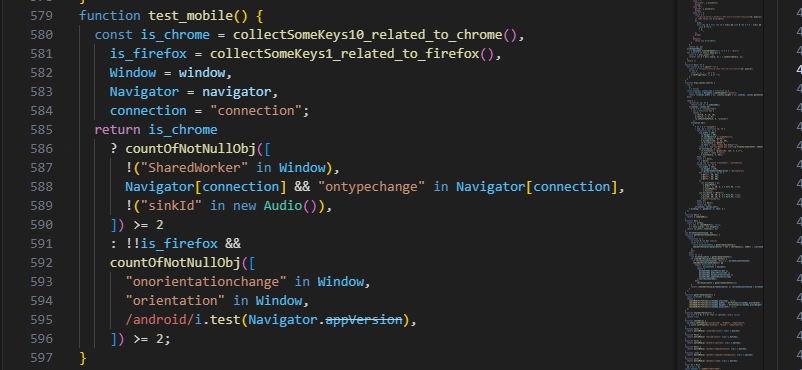 579 function test_mobile() {
580 const is_chrome = collectSomeKeys10_related_to_chrome(),
581 is_firefox = collectSomeKeys1_related_to_firefox(),
582 Window = window,
583 Navigator = navigator,
584 connection = "connection";
585 return is_chrome
586 ? countOfNotNullObj([
587 !("SharedWorker" in Window),
588 Navigator[connection] && "ontypechange" in Navigator[connection],
589 !("sinkId" in new Audio()),
590 ]) >= 2
591 : !!is_firefox &&
592 countOfNotNullObj([
593 "onorientationchange" in Window,
594 "orientation" in Window,
595 /android/i.test(Navigator.appVersion),
596 ]) >= 2;
597 }